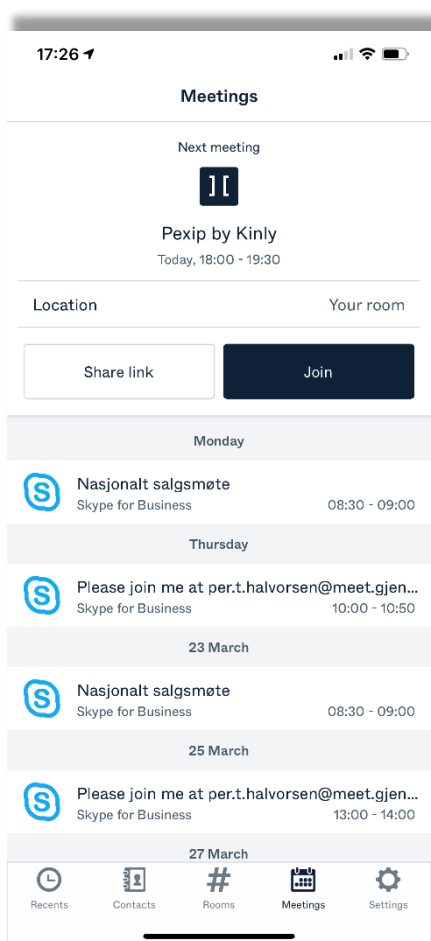 17:26
Meetings
Next meeting
Pexip by Kinly
Today, 18:00 - 19:30
Location Your room
Share link Join
Monday
Nasjonalt salgsmøte
Skype for Business 08:30 - 09:00
Thursday
Please join me at per.t.halvorsen@meet.gjen...
Skype for Business 10:00 - 10:50
23 March
Nasjonalt salgsmøte
Skype for Business 08:30 - 09:00
25 March
Please join me at per.t.halvorsen@meet.gjen...
Skype for Business 13:00 - 14:00
27 March
Recents Contacts Rooms Meetings Settings